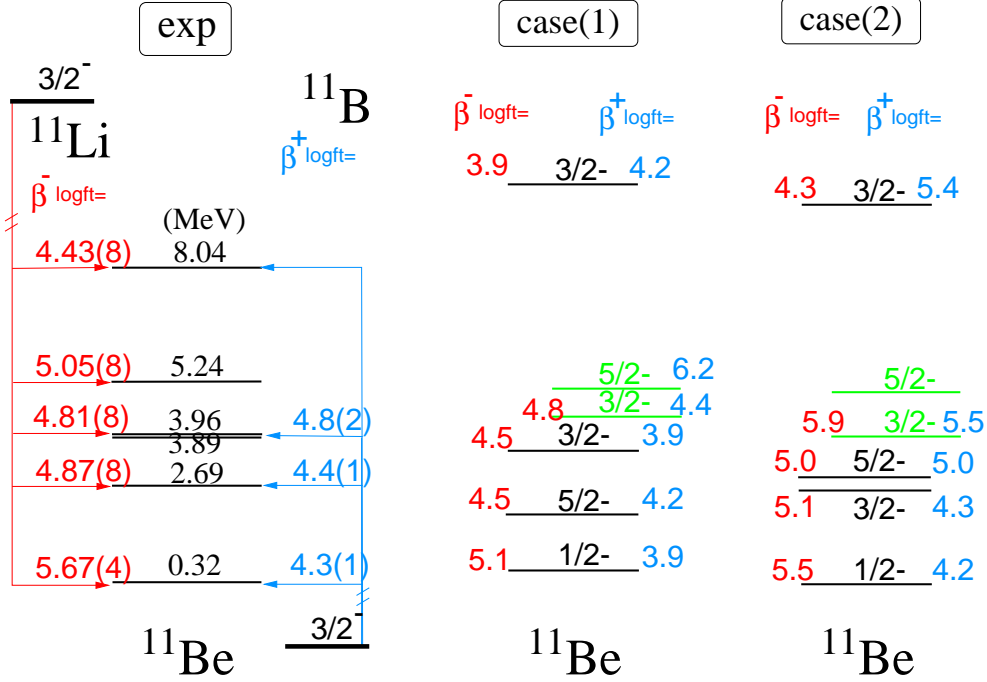 exp
3/2-
11Li
β- logft=
11B
β+ logft=
(MeV)
4.43(8) 8.04
5.05(8) 5.24
4.81(8) 3.96 4.8(2)
3.89
4.87(8) 2.69 4.4(1)
5.67(4) 0.32 4.3(1)
3/2-
11Be
case(1)
β- logft= β+ logft=
3.9 3/2- 4.2
5/2- 6.2
4.8 3/2- 4.4
4.5 3/2- 3.9
4.5 5/2- 4.2
5.1 1/2- 3.9
11Be
case(2)
β- logft= β+ logft=
4.3 3/2- 5.4
5/2-
5.9 3/2- 5.5
5.0 5/2- 5.0
5.1 3/2- 4.3
5.5 1/2- 4.2
11Be